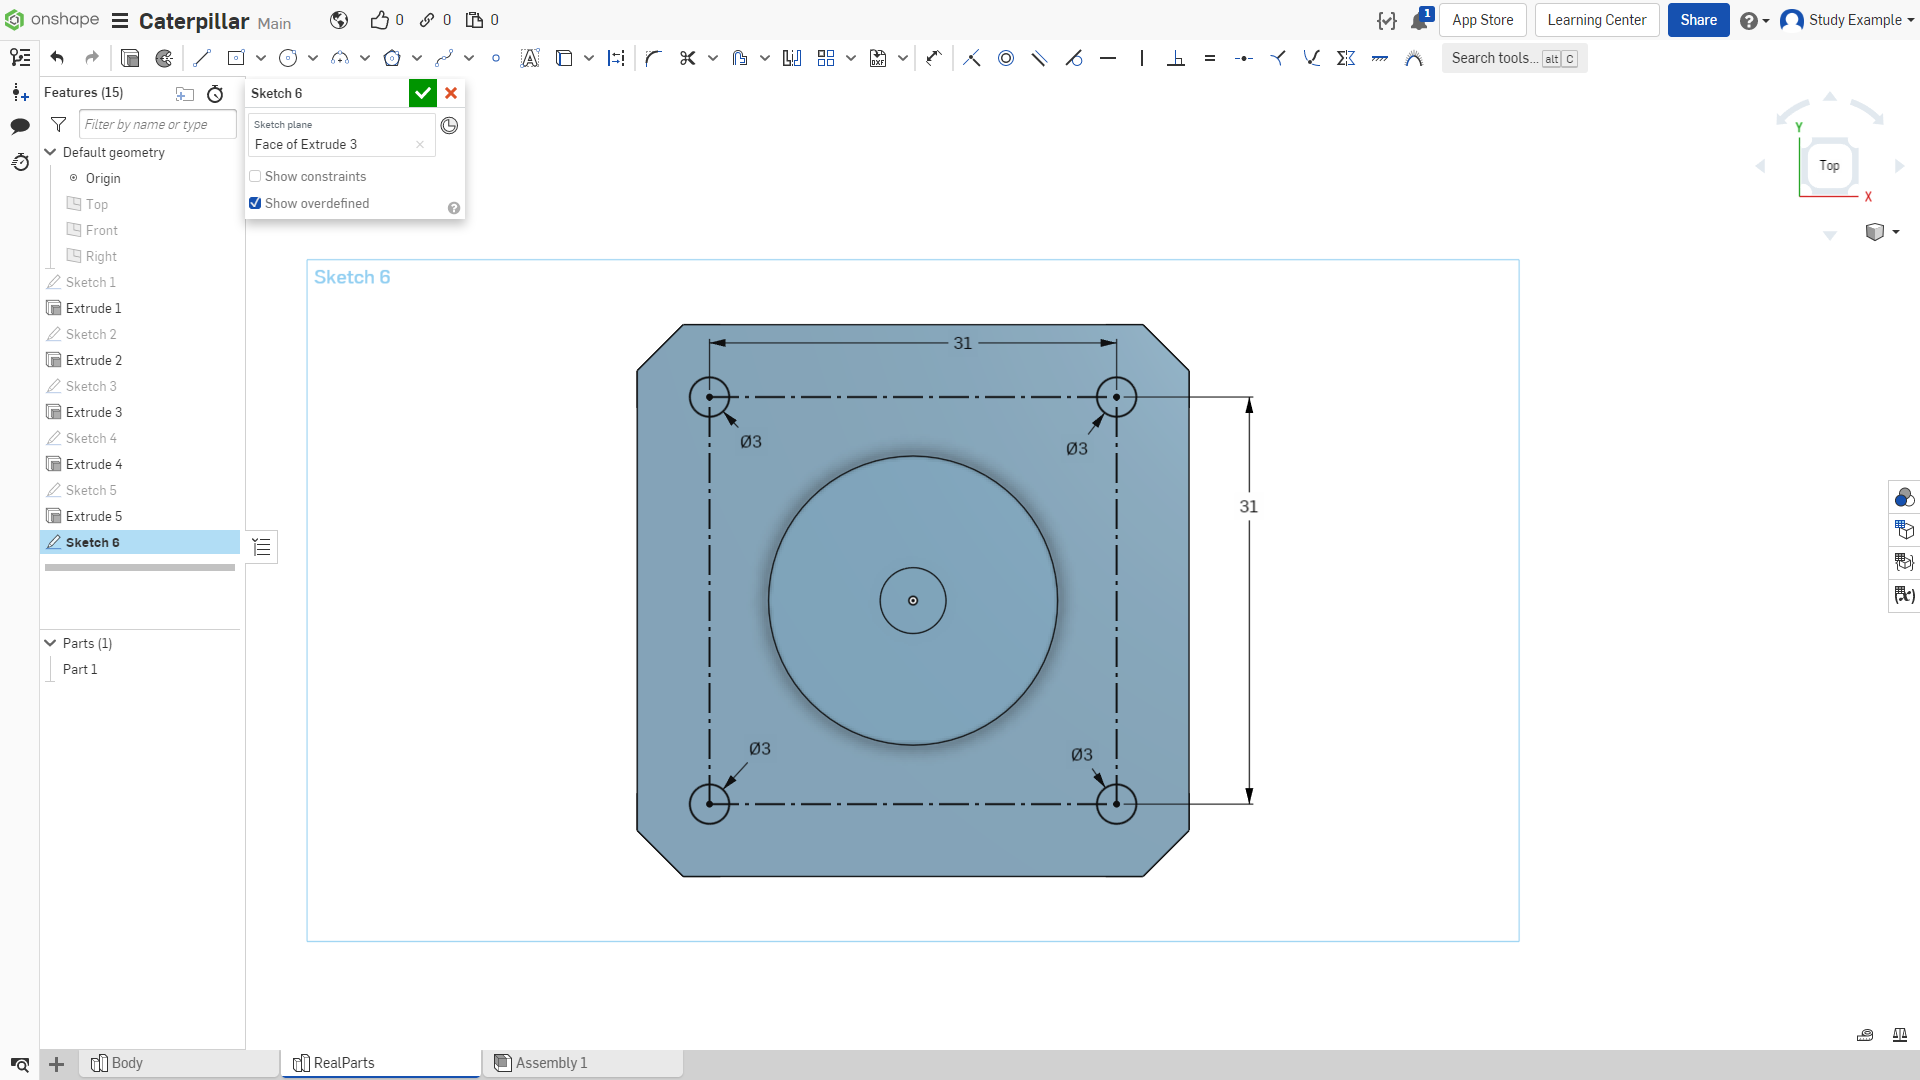 onshape Caterpillar Main 0 0 0 1 App Store Learning Center Share Study Example
Search tools... alt C
Features (15)
Filter by name or type
Default geometry
Origin
Top
Front
Right
Sketch 1
Extrude 1
Sketch 2
Extrude 2
Sketch 3
Extrude 3
Sketch 4
Extrude 4
Sketch 5
Extrude 5
Sketch 6
Parts (1)
Part 1
Sketch 6
Sketch plane
Face of Extrude 3
Show constraints
Show overdefined
Sketch 6
31
Ø3
Ø3
31
Ø3
Ø3
Y
Top
X
Body
RealParts
Assembly 1